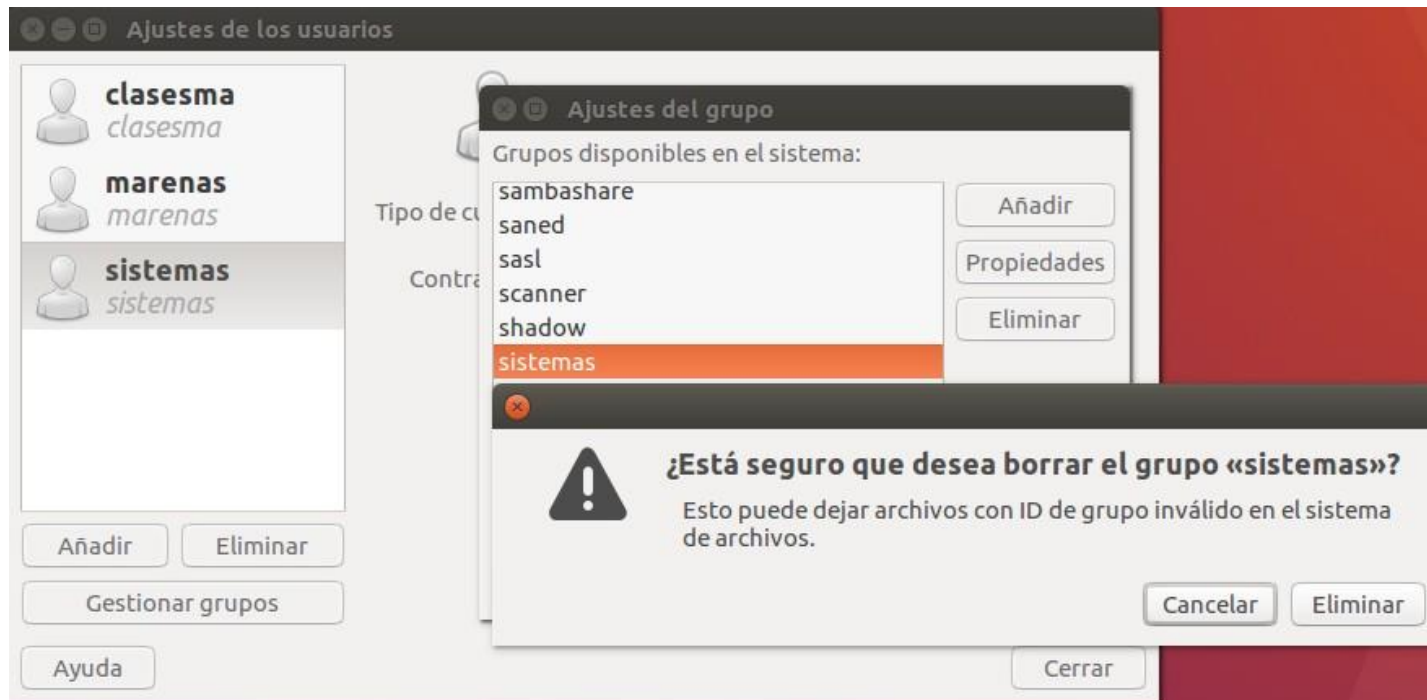 Ajustes de los usuarios
clasesma
clasesma
marenas
marenas
sistemas
sistemas
Añadir Eliminar
Gestionar grupos
Ayuda
Tipo de
Ajustes del grupo
Grupos disponibles en el sistema:
sambashare
saned
sasl
scanner
shadow
sistemas
Añadir
Propiedades
Eliminar
¿Está seguro que desea borrar el grupo «sistemas»?
Esto puede dejar archivos con ID de grupo inválido en el sistema
de archivos.
Cancelar Eliminar
Cerrar